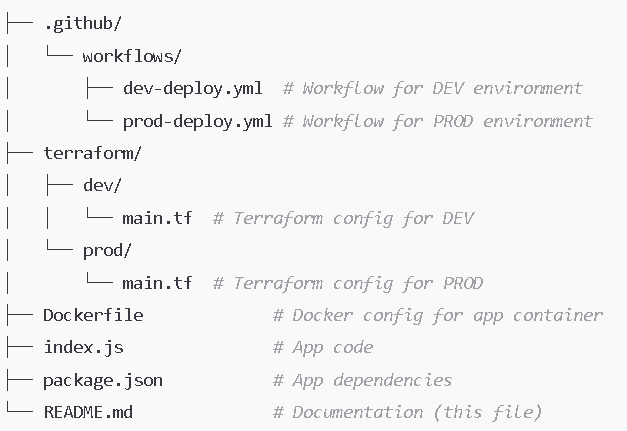 ├── .github/
│   └── workflows/
│       ├── dev-deploy.yml  # Workflow for DEV environment
│       └── prod-deploy.yml # Workflow for PROD environment
├── terraform/
│   ├── dev/
│   │   └── main.tf  # Terraform config for DEV
│   └── prod/
│       └── main.tf  # Terraform config for PROD
├── Dockerfile             # Docker config for app container
├── index.js               # App code
├── package.json           # App dependencies
└── README.md              # Documentation (this file)